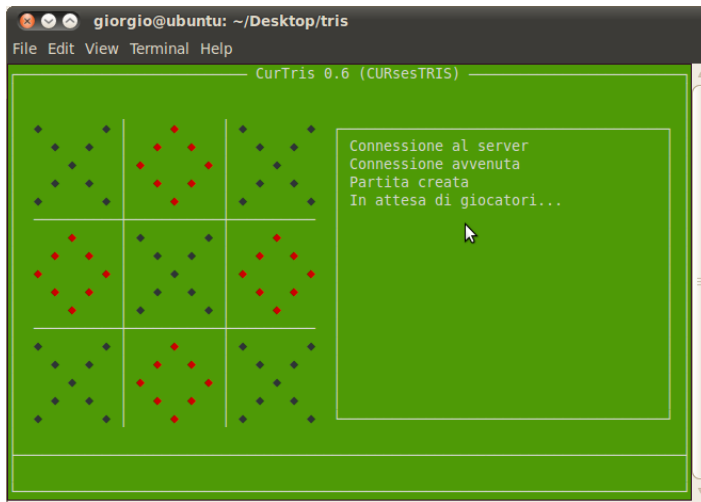 giorgio@ubuntu: ~/Desktop/tris
File Edit View Terminal Help
CurTris 0.6 (CURsesTRIS)
Connessione al server
Connessione avvenuta
Partita creata
In attesa di giocatori...